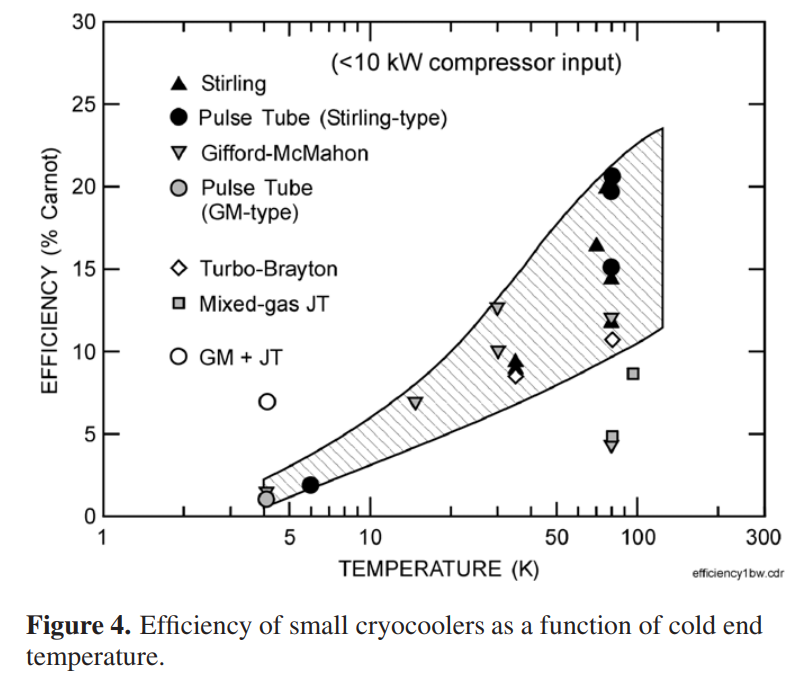 30
25
20
15
10
5
0
EFFICIENCY (% Carnot)
(<10 kW compressor input)
Stirling
Pulse Tube (Stirling-type)
Gifford-McMahon
Pulse Tube
(GM-type)
Turbo-Brayton
Mixed-gas JT
GM + JT
1 5 10 50 100 300
TEMPERATURE (K)
efficiency1bw.cdr
Figure 4. Efficiency of small cryocoolers as a function of cold end
temperature.